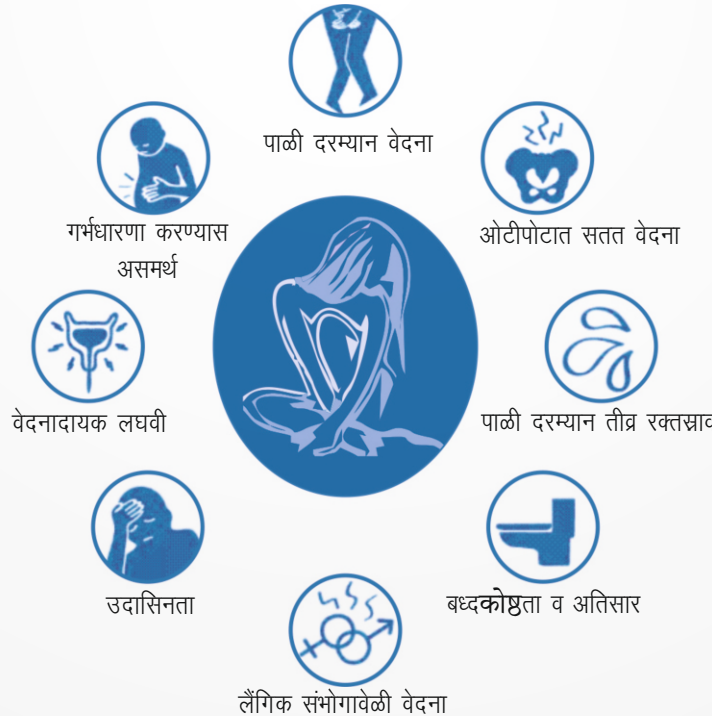 पाळी दरम्यान वेदना
ओटीपोटात सतत वेदना
पाळी दरम्यान तीव्र रक्तस्राव
बध्दकोष्ठता व अतिसार
लैंगिक संभोगावेळी वेदना
उदासिनता
वेदनादायक लघवी
गर्भधारणा करण्यास
असमर्थ